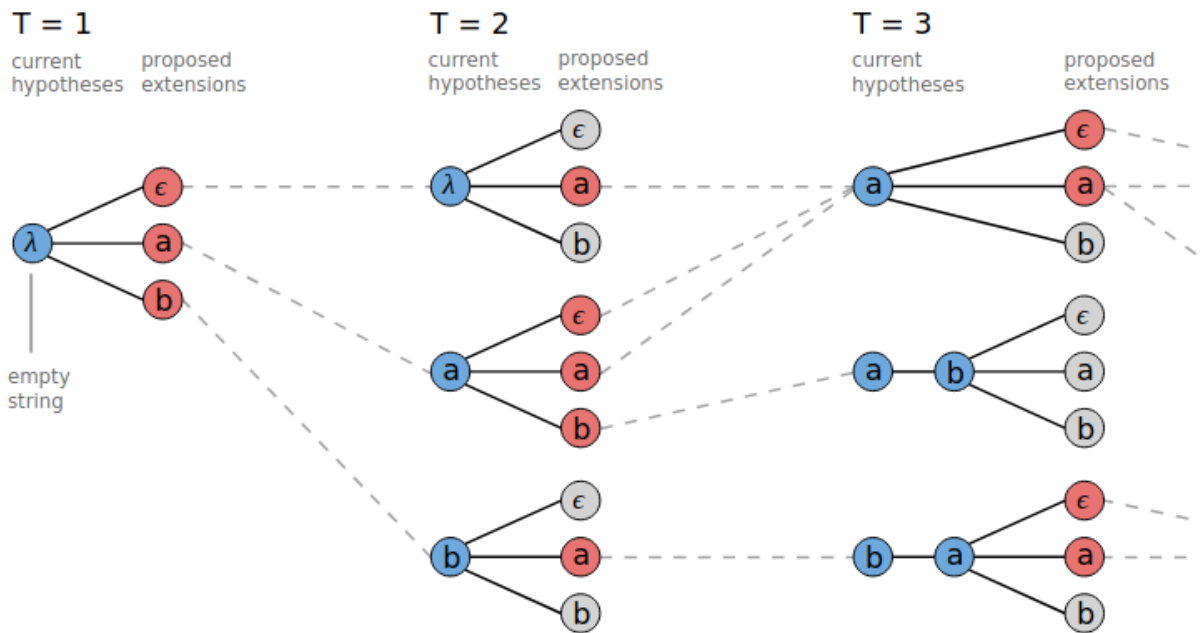 T = 1
T = 2
T = 3
current hypotheses
proposed extensions
current hypotheses
proposed extensions
current hypotheses
proposed extensions
λ
ϵ
a
b
empty string
λ
ϵ
a
b
a
ϵ
a
b
b
ϵ
a
b
a
ϵ
a
b
a
b
ϵ
a
b
b
a
ϵ
a
b